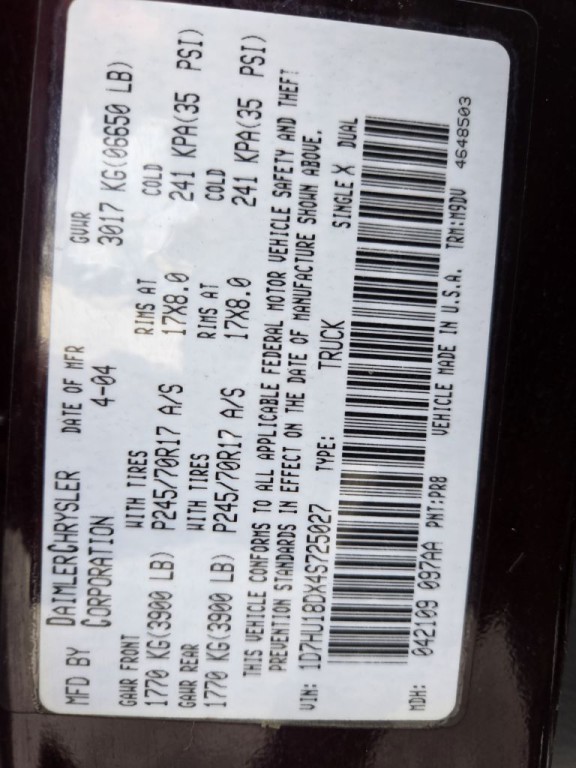 MFD BY DAIMLERCHRYSLER CORPORATION DATE OF MFR 4-04 GVWR 3017 KG(06650 LB)
GAWR FRONT WITH TIRES RIMS AT COLD
1770 KG(3900 LB) P245/70R17 A/S 17X8.0 241 KPA(35 PSI)
GAWR REAR WITH TIRES RIMS AT COLD
1770 KG(3900 LB) P245/70R17 A/S 17X8.0 241 KPA(35 PSI)
THIS VEHICLE CONFORMS TO ALL APPLICABLE FEDERAL MOTOR VEHICLE SAFETY AND THEFT
PREVENTION STANDARDS IN EFFECT ON THE DATE OF MANUFACTURE SHOWN ABOVE.
VIN: 1D7HU18DX4S725027 TYPE: TRUCK SINGLE X DUAL
MDH: 042109 097AA PNT:PR8 VEHICLE MADE IN U.S.A. TRM:M9DV 4648503